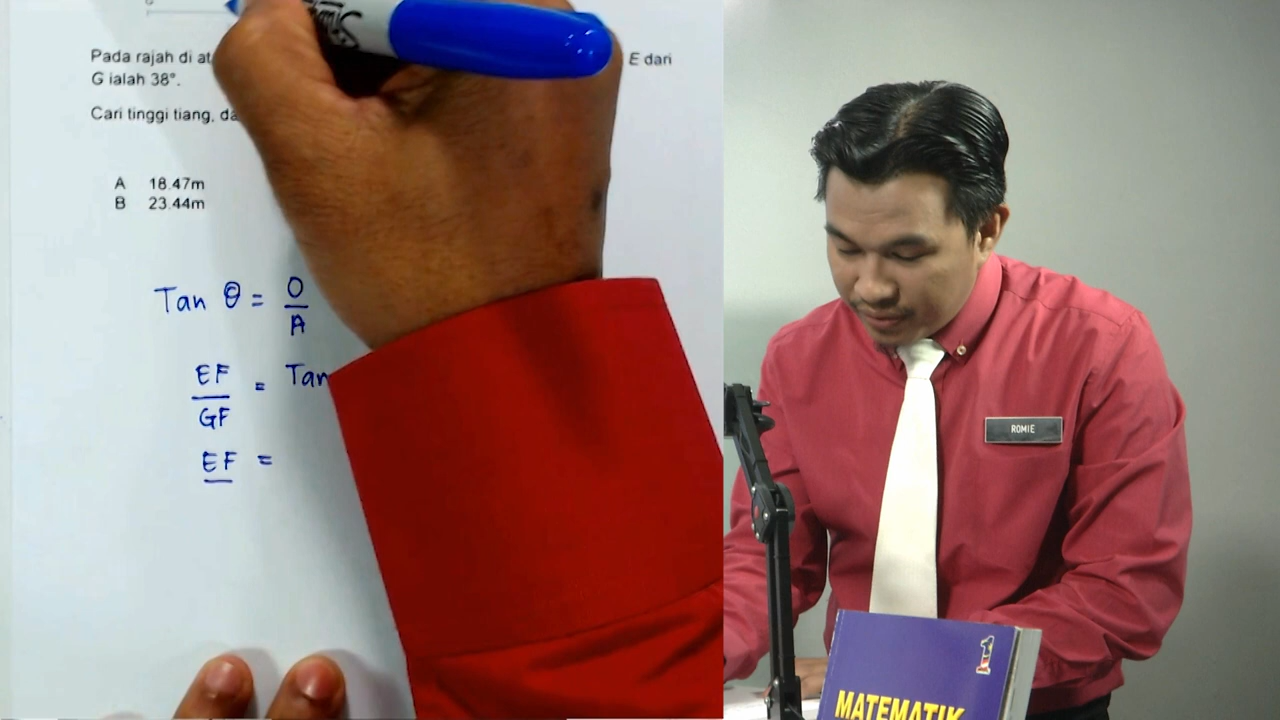 Pada rajah di at
E dari
G ialah 38°.
Cari tinggi tiang, da
A 18.47m
B 23.44m
Tan θ = O
A
EF = Tan
GF
EF =
ROMIE
1
MATEMATIK